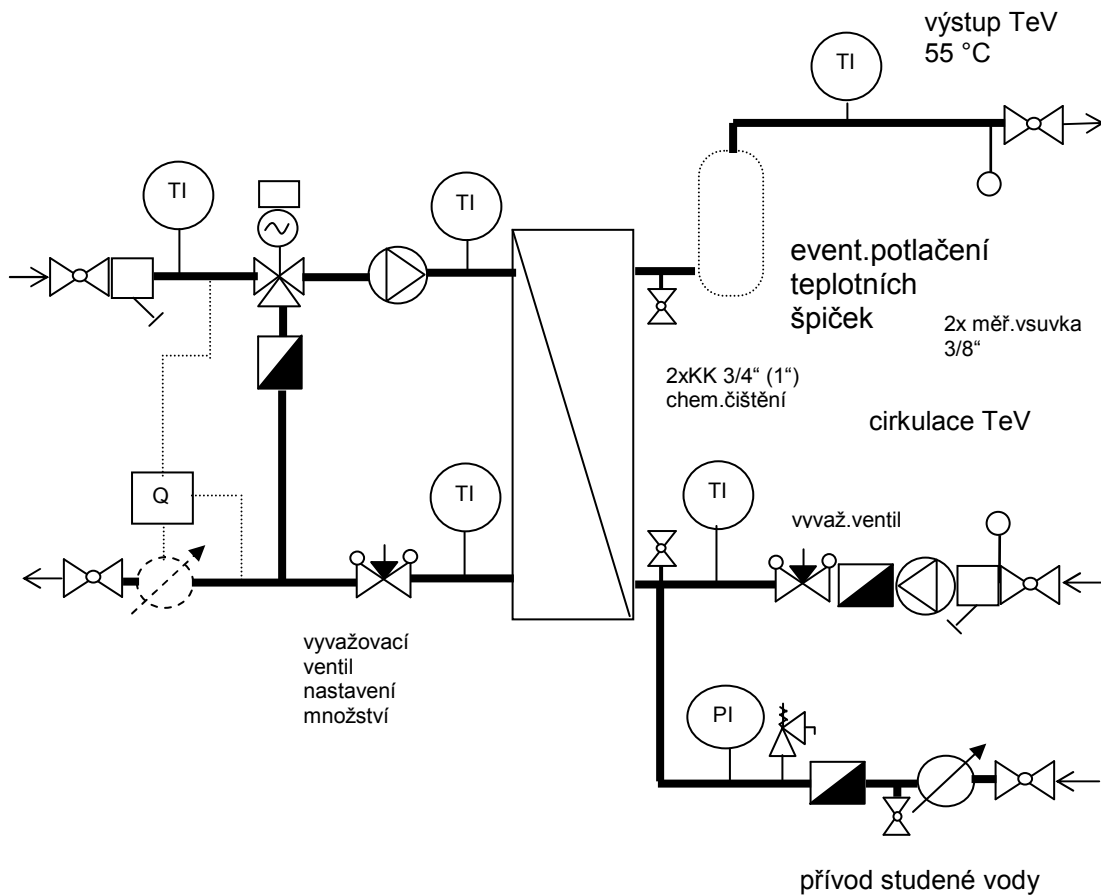 výstup TeV
55 °C
TI
TI
TI
event.potlačení
teplotních
špiček
2x měř.vsuvka
3/8“
2xKK 3/4“ (1“)
chem.čištění
cirkulace TeV
Q
TI
TI
vyvaž.ventil
vyvažovací
ventil
nastavení
množství
PI
přívod studené vody